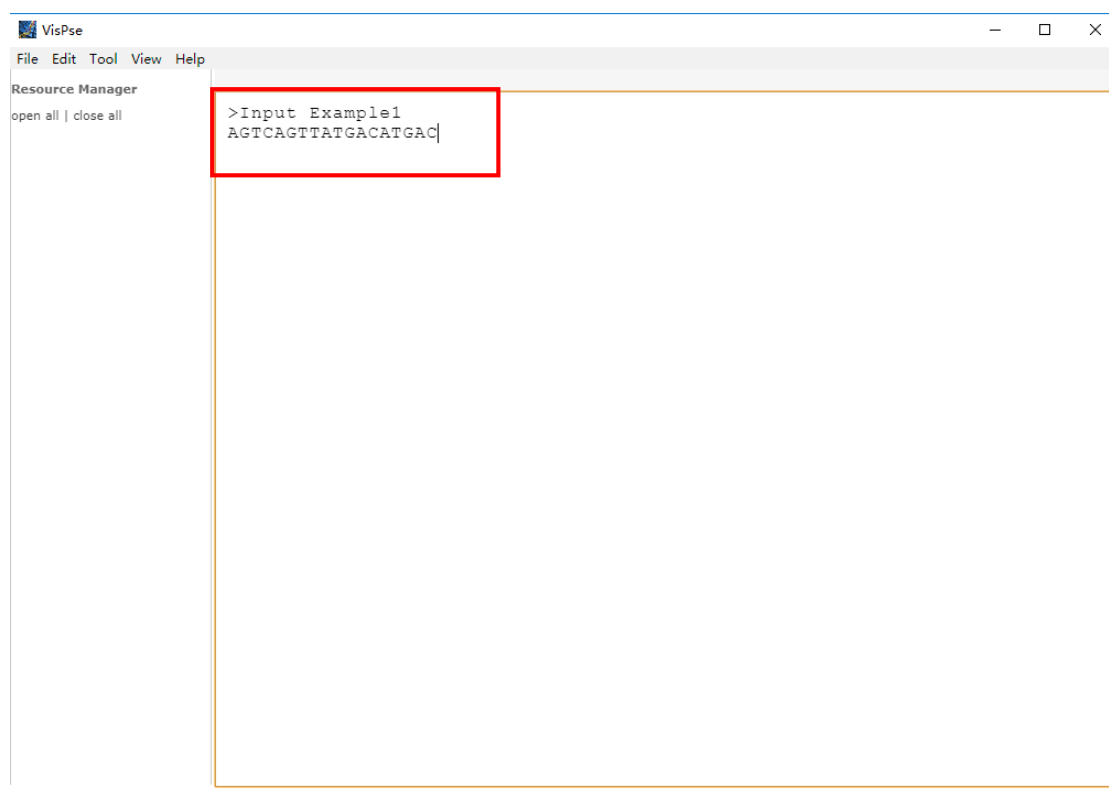 VisPse
File Edit Tool View Help
Resource Manager
open all | close all
>Input Example1
AGTCAGTTATGACATGAC